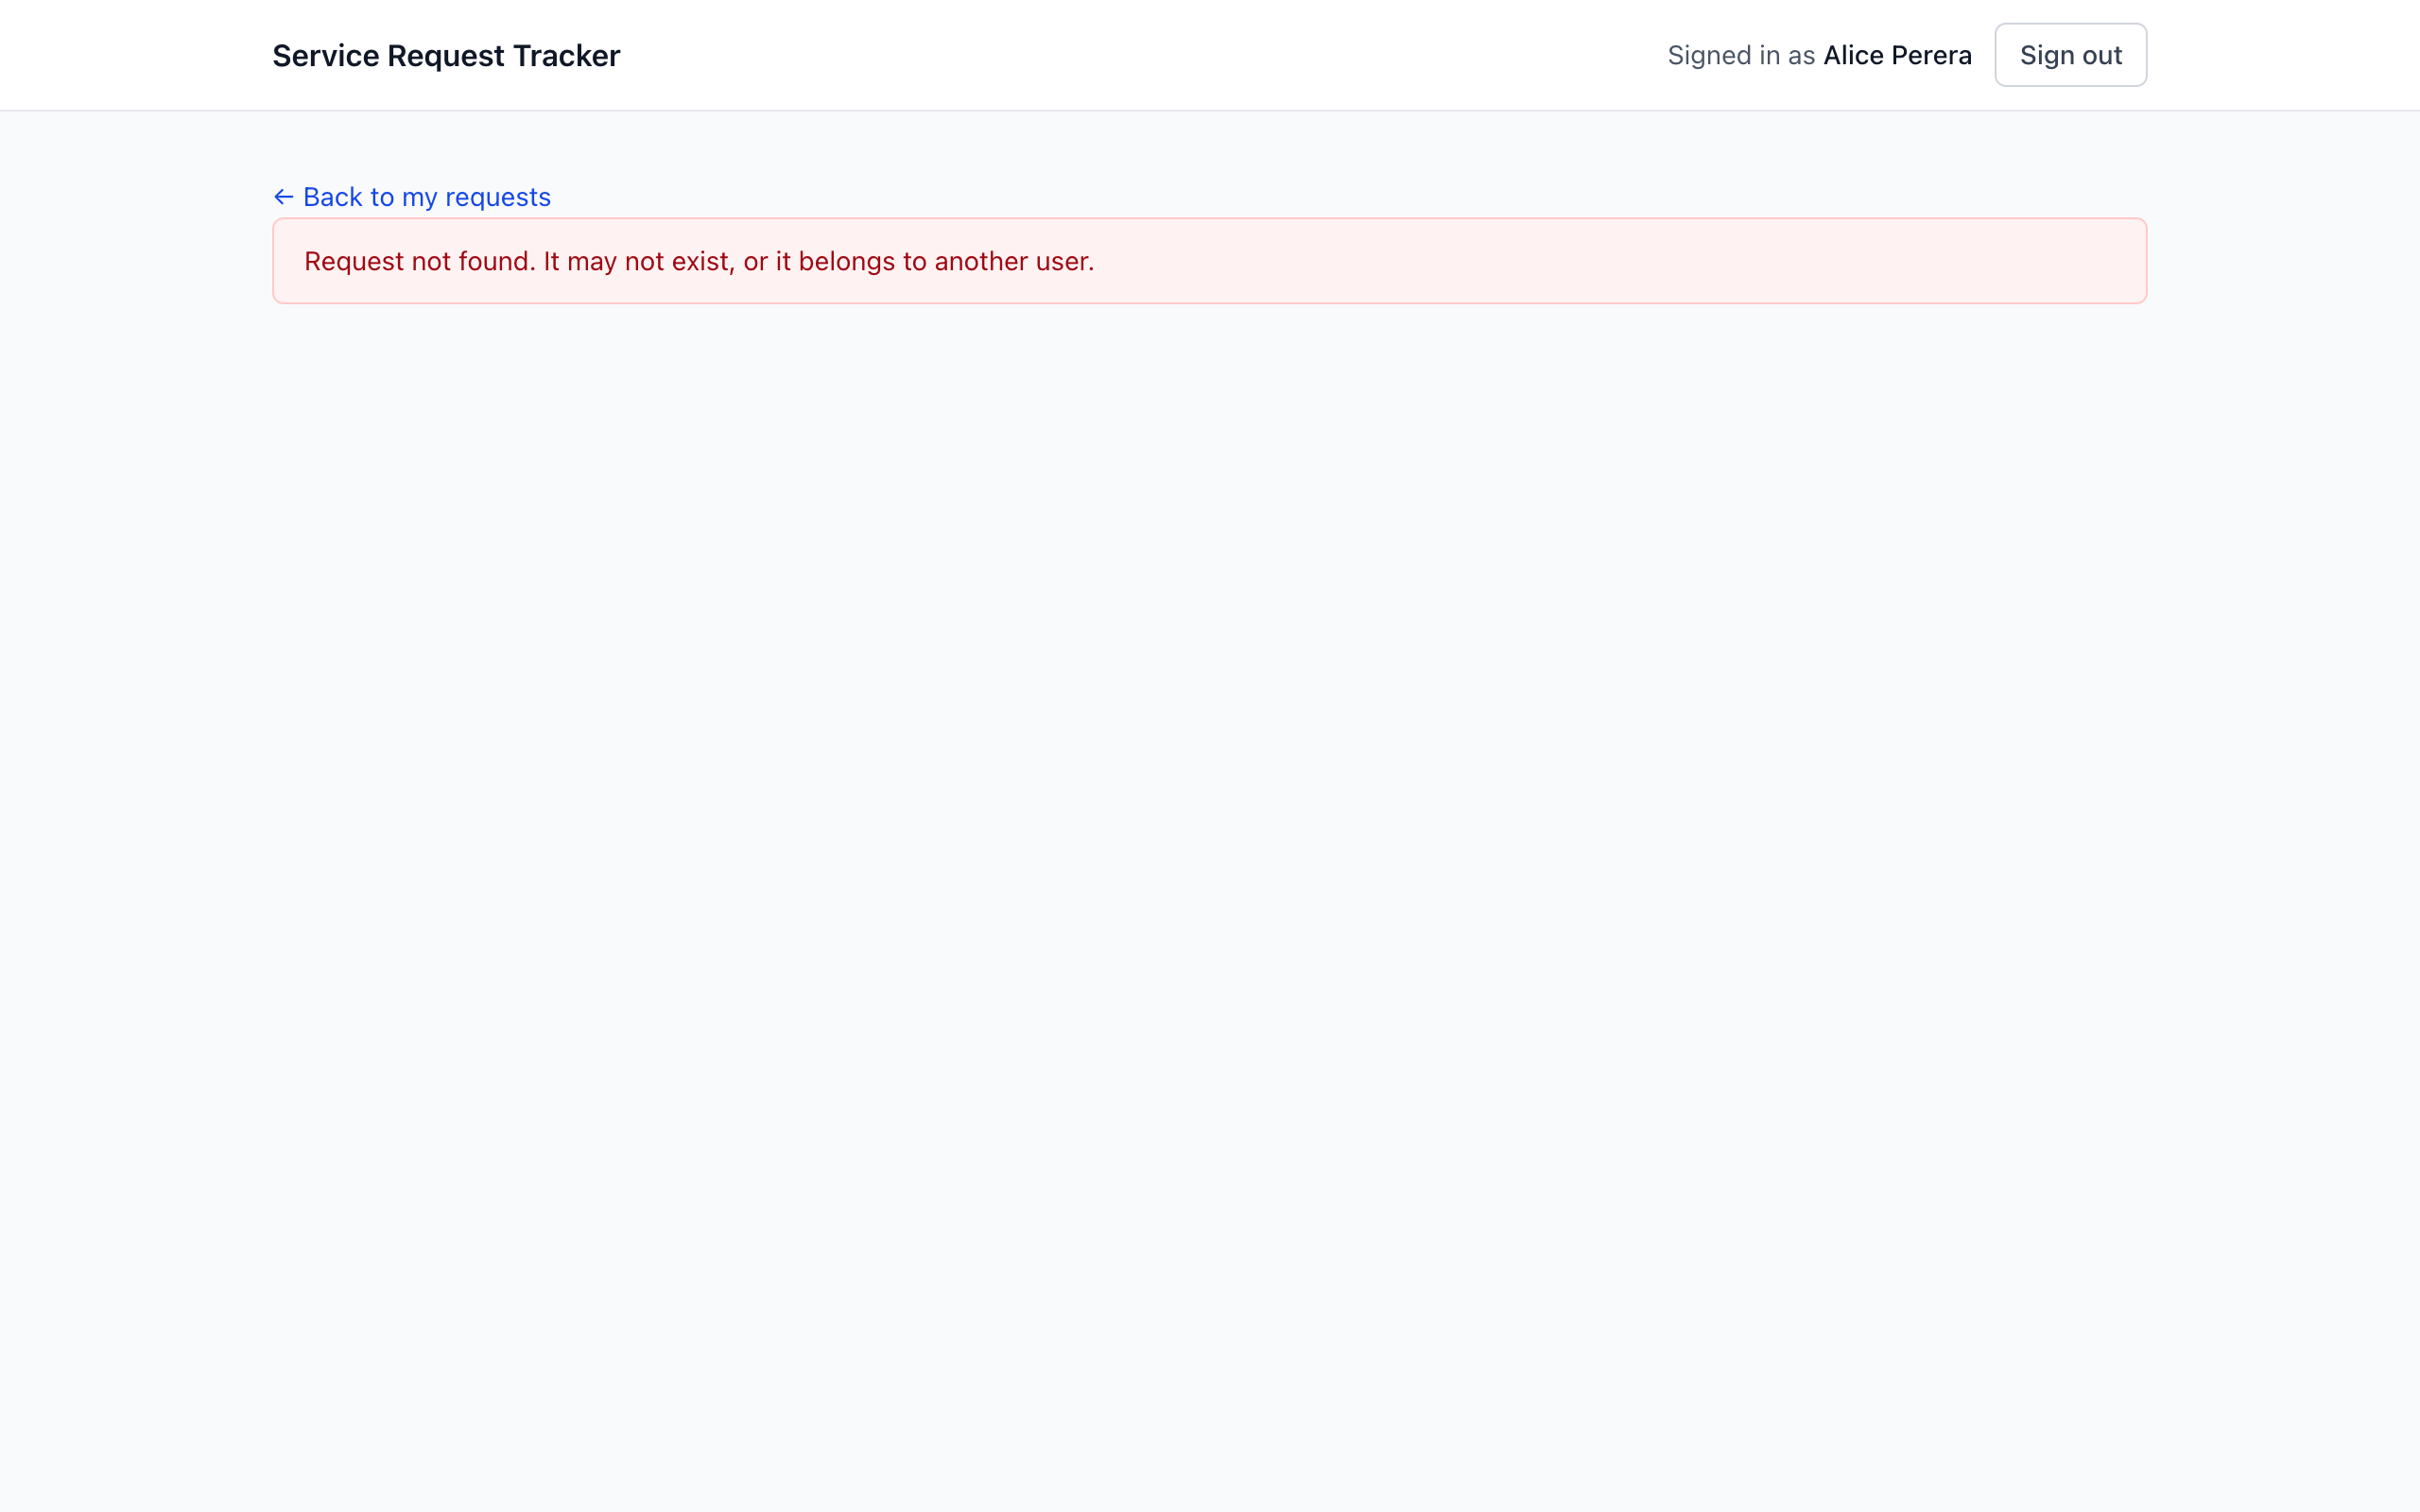 Service Request Tracker
Signed in as Alice Perera
Sign out
← Back to my requests
Request not found. It may not exist, or it belongs to another user.